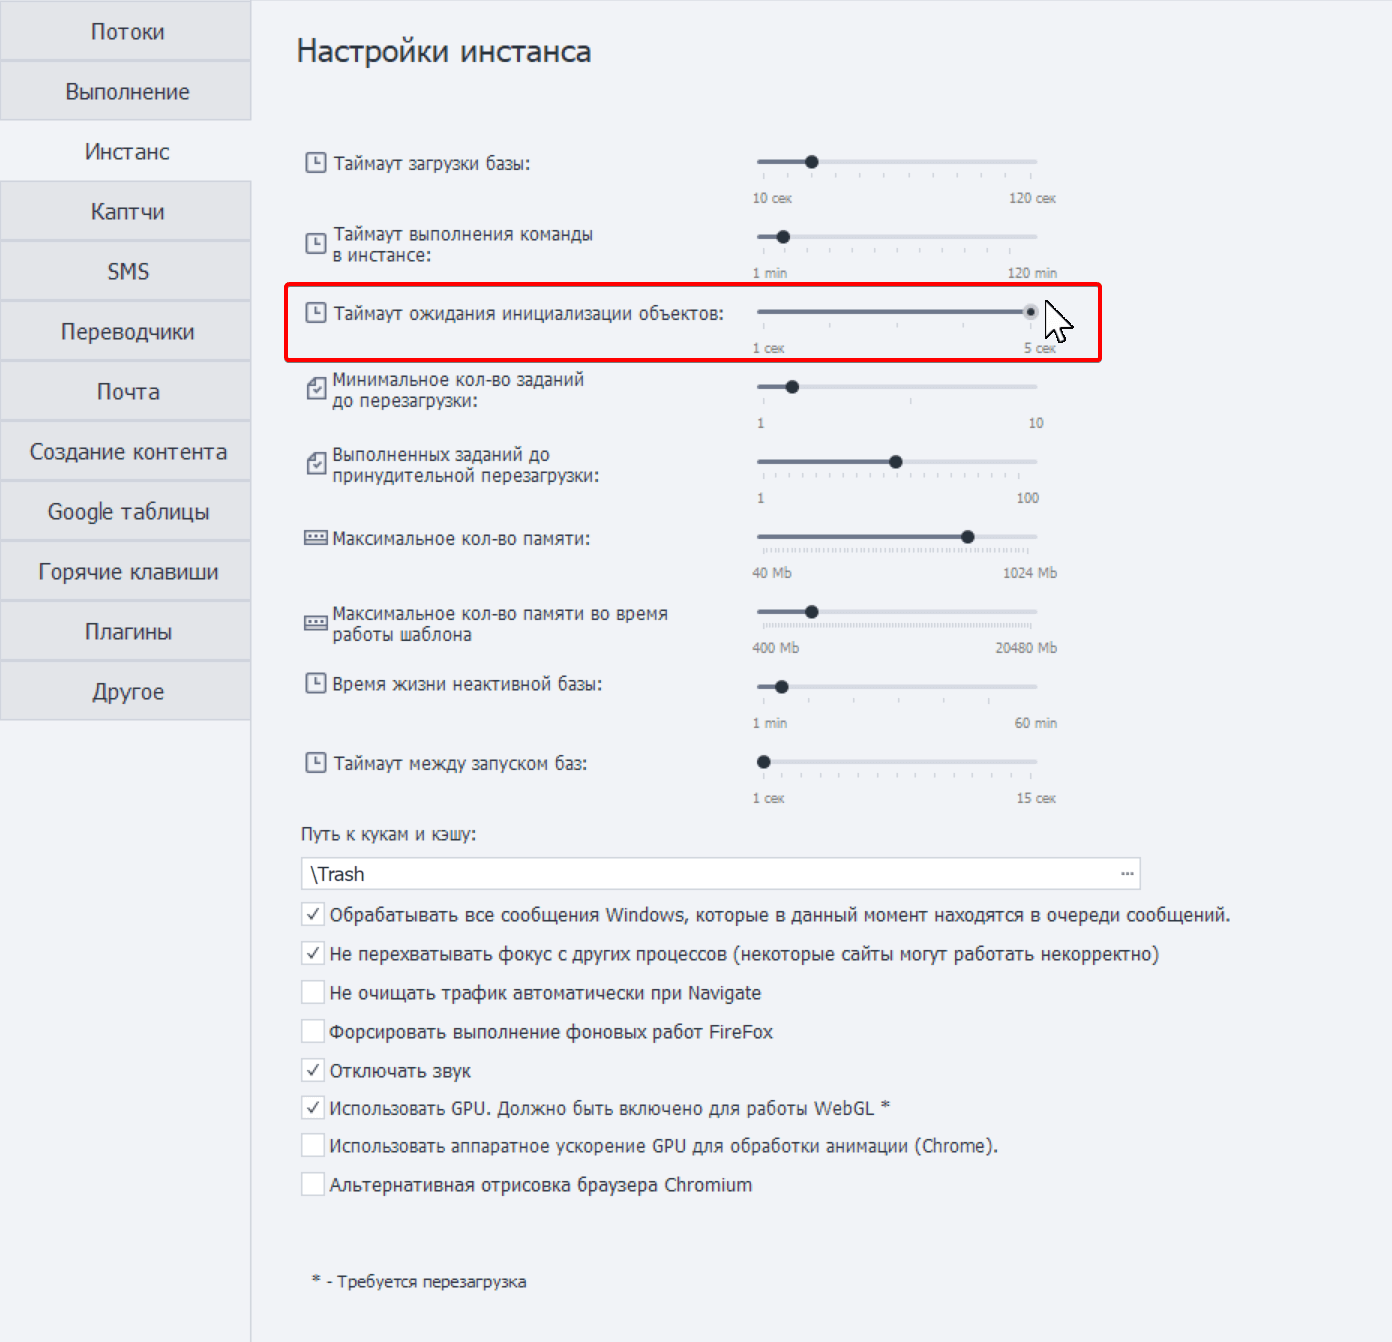 Потоки
Выполнение
Инстанс
Каптчи
SMS
Переводчики
Почта
Создание контента
Google таблицы
Горячие клавиши
Плагины
Другое
Настройки инстанса
Таймаут загрузки базы:
10 сек 120 сек
Таймаут выполнения команды
в инстансе:
1 min 120 min
Таймаут ожидания инициализации объектов:
1 сек 5 сек
Минимальное кол-во заданий
до перезагрузки:
1 10
Выполненных заданий до
принудительной перезагрузки:
1 100
Максимальное кол-во памяти:
40 Mb 1024 Mb
Максимальное кол-во памяти во время
работы шаблона
400 Mb 20480 Mb
Время жизни неактивной базы:
1 min 60 min
Таймаут между запуском баз:
1 сек 15 сек
Путь к кукам и кэшу:
\Trash ...
Обрабатывать все сообщения Windows, которые в данный момент находятся в очереди сообщений.
Не перехватывать фокус с других процессов (некоторые сайты могут работать некорректно)
Не очищать трафик автоматически при Navigate
Форсировать выполнение фоновых работ FireFox
Отключать звук
Использовать GPU. Должно быть включено для работы WebGL *
Использовать аппаратное ускорение GPU для обработки анимации (Chrome).
Альтернативная отрисовка браузера Chromium
* - Требуется перезагрузка